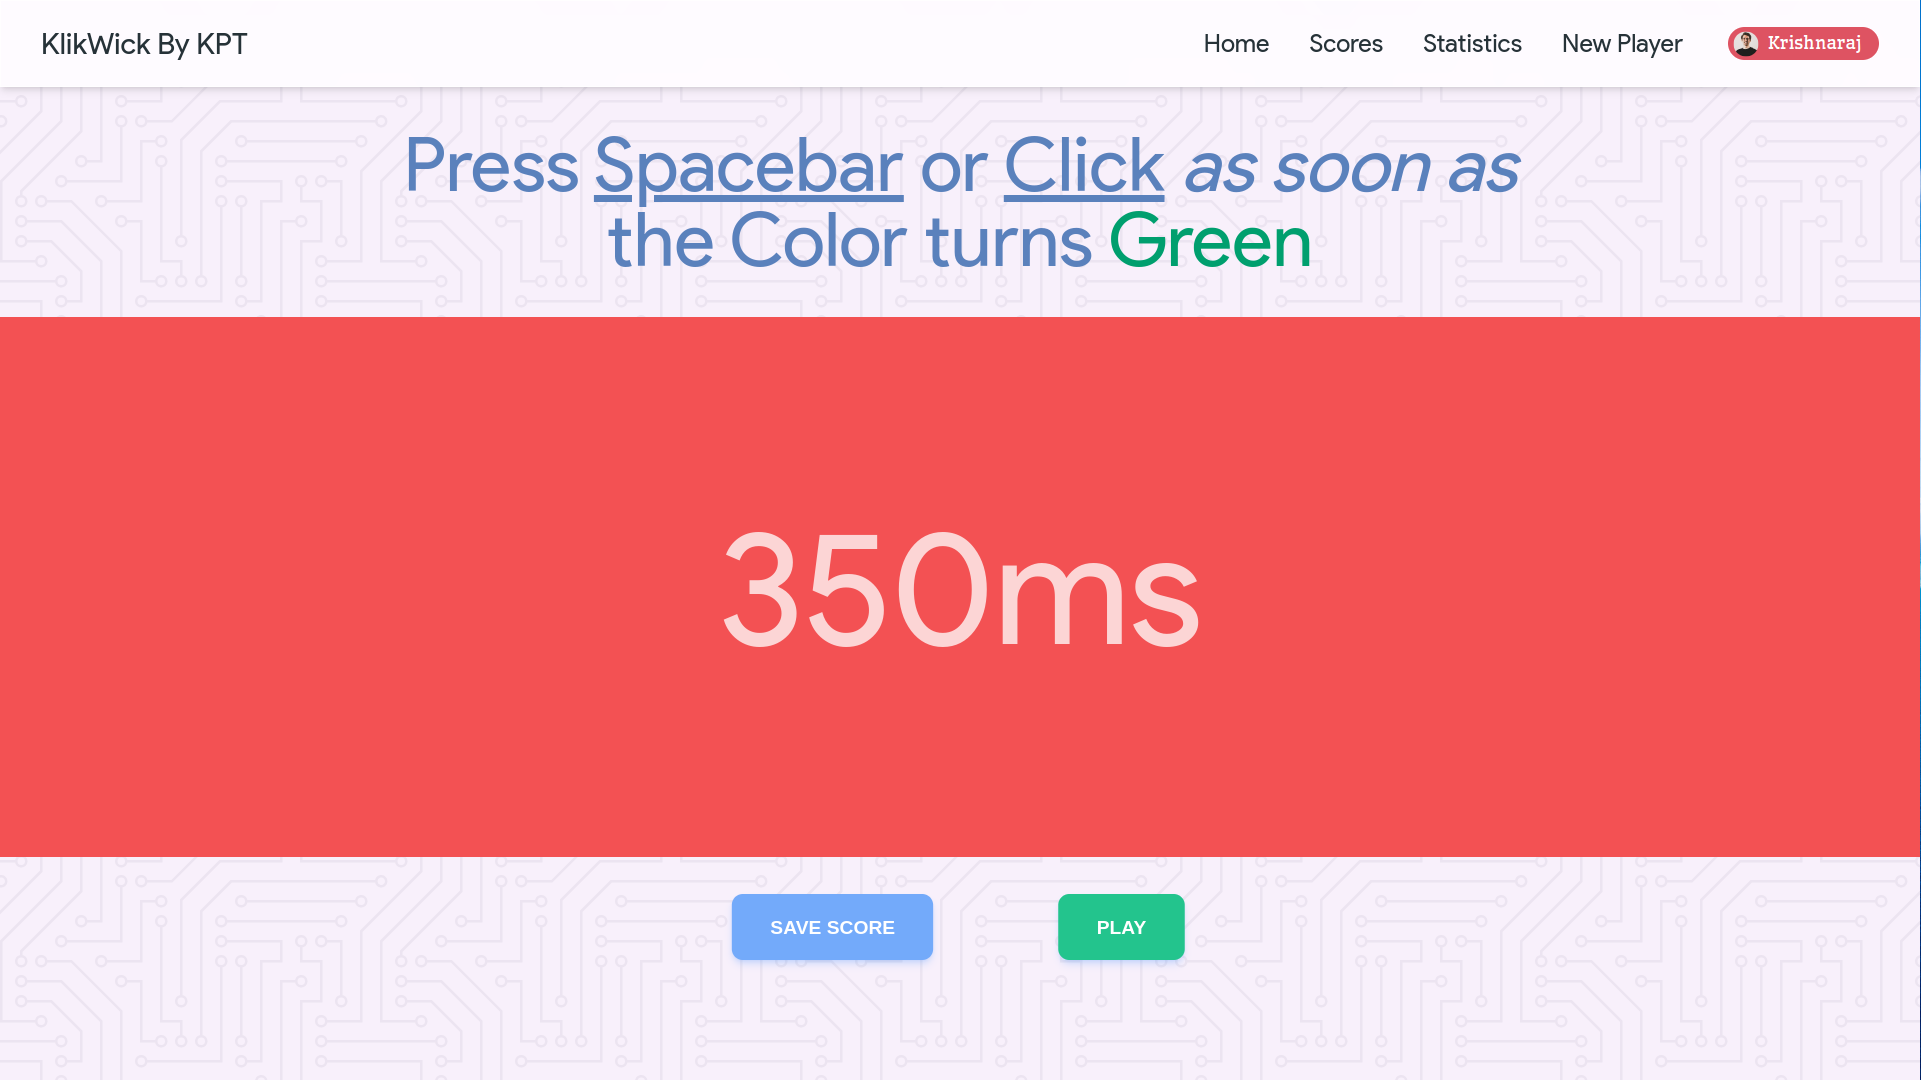 KlikWick By KPT
Home
Scores
Statistics
New Player
Krishnaraj
Press Spacebar or Click as soon as
the Color turns Green
350ms
SAVE SCORE
PLAY